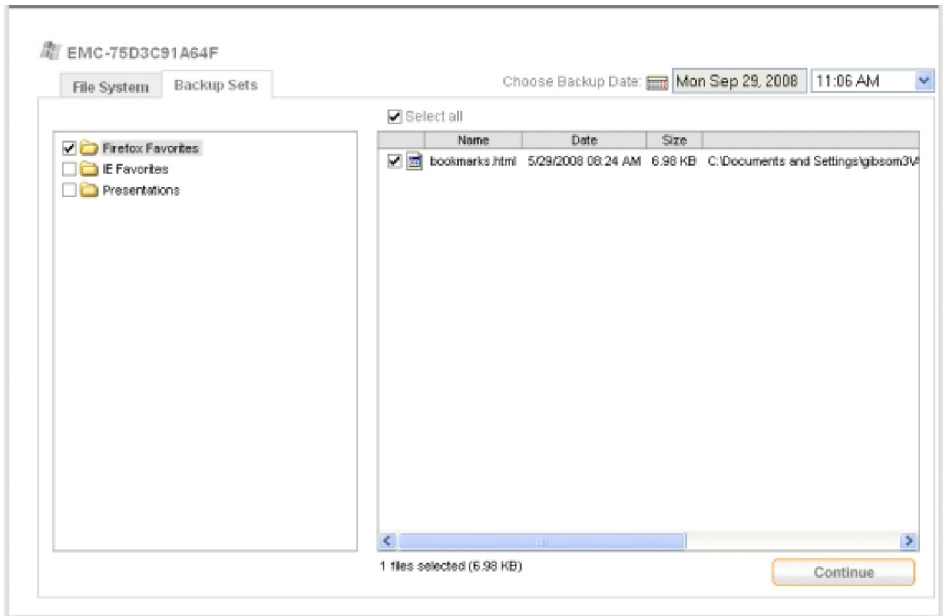 EMC-75D3C91A64F
File System Backup Sets Choose Backup Date: Mon Sep 29, 2008 11:06 AM
Select all
Name Date Size
Firefox Favorites
IE Favorites
Presentations
bookmarks.html 5/29/2008 08:24 AM 6.98 KB C:\Documents and Settings\gibsom3\A
1 files selected (6.98 KB)
Continue